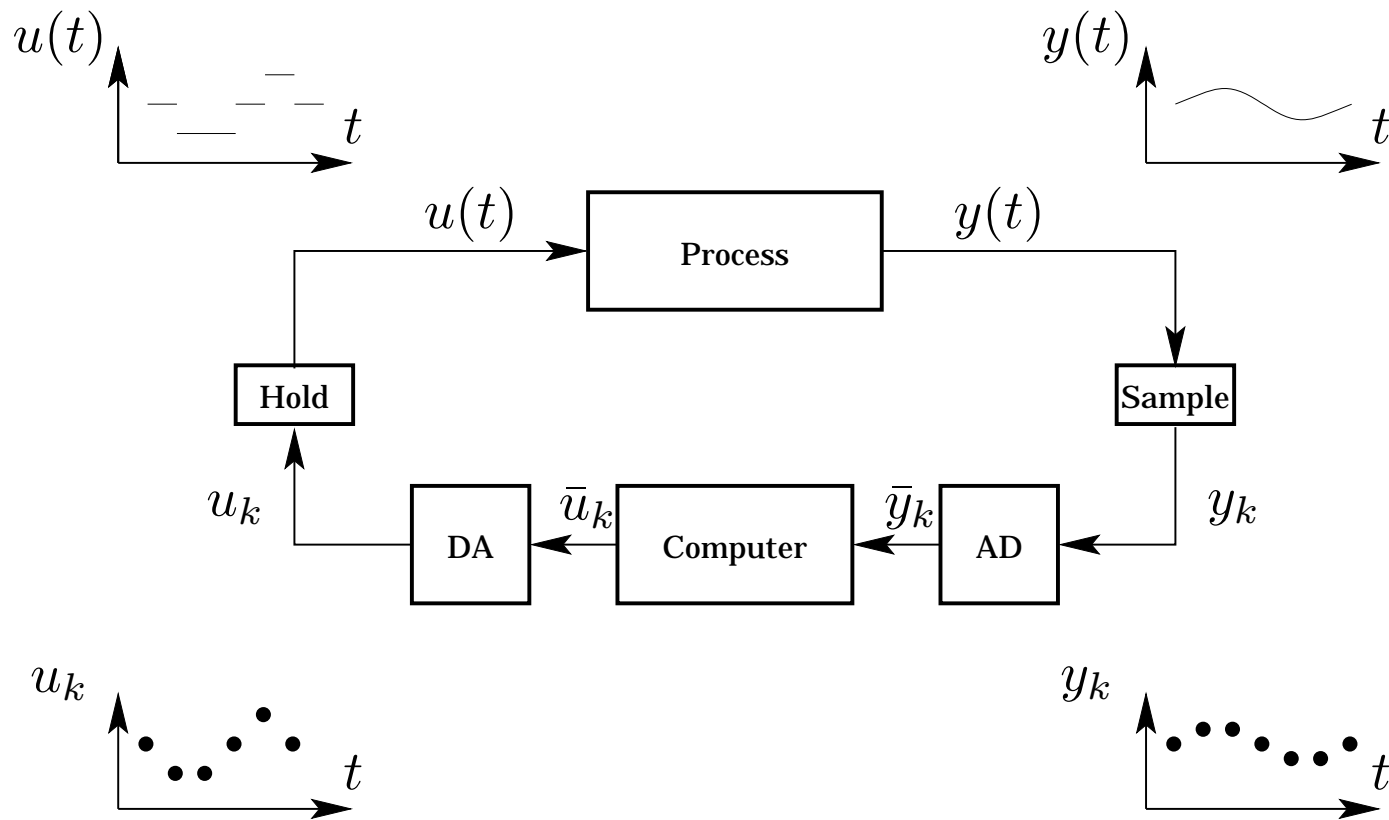 u(t)
y(t)
t
t
u(t)
y(t)
Process
Hold
Sample
u_k
ū_k
ȳ_k
y_k
DA
Computer
AD
u_k
y_k
t
t